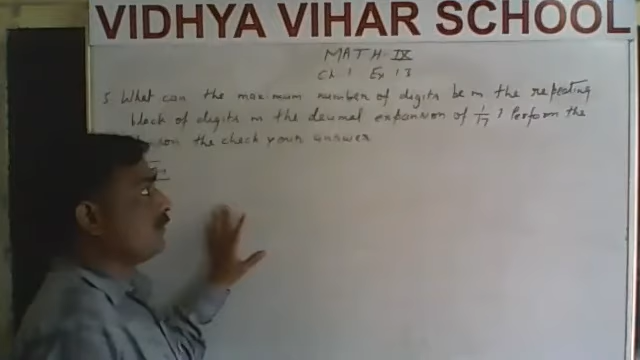 VIDHYA VIHAR SCHOOL
MATH IX
Ch 1 Ex 1.3
5. What can the maximum number of digits be in the repeating
block of digits in the decimal expansion of 1/17 ? Perform the
the check your answer